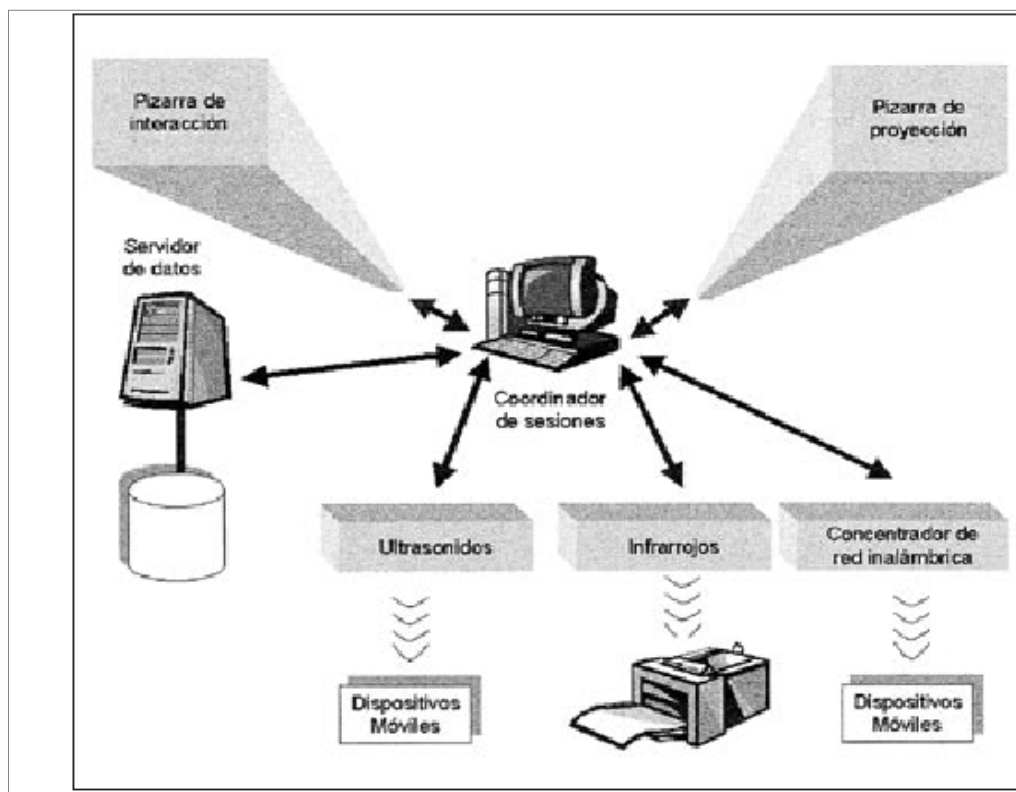 Pizarra de
interacción
Pizarra de
proyección
Servidor
de datos
Coordinador
de sesiones
Ultrasonidos
Infrarrojos
Concentrador de
red inalámbrica
Dispositivos
Móviles
Dispositivos
Móviles